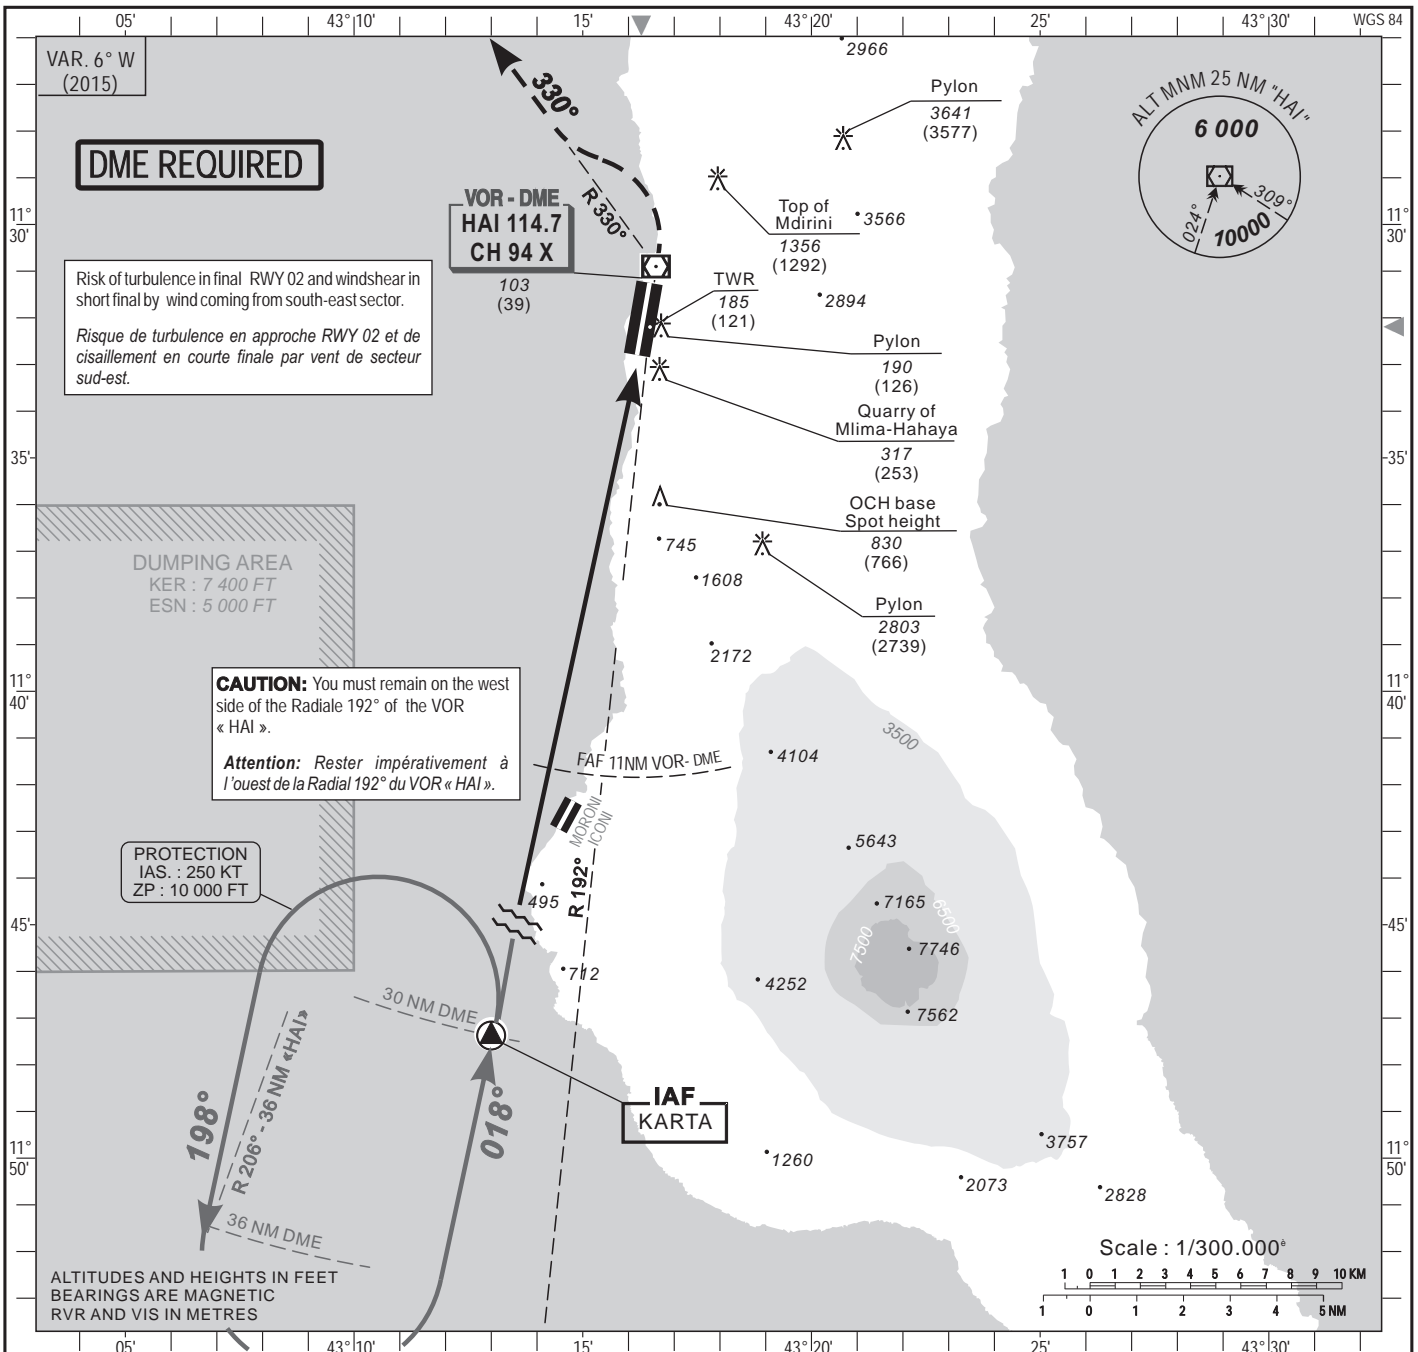 05'
43° 10'
15'
43° 20'
25'
43° 30'
WGS 84
VAR. 6° W
(2015)
DME REQUIRED
330°
R 330°
VOR - DME
HAI 114.7
CH 94 X
103
(39)
Risk of turbulence in final RWY 02 and windshear in
short final by wind coming from south-east sector.
Risque de turbulence en approche RWY 02 et de
cisaillement en courte finale par vent de secteur
sud-est.
2966
Pylon
3641
(3577)
Top of
Mdirini
1356
(1292)
3566
TWR
185
(121)
2894
Pylon
190
(126)
Quarry of
Mlima-Hahaya
317
(253)
OCH base
Spot height
830
(766)
745
1608
Pylon
2803
(2739)
2172
ALT MNM 25 NM "HAI"
6 000
024°
309°
10000
11°
30'
11°
30'
35'
35'
11°
40'
11°
40'
45'
45'
11°
50'
11°
50'
DUMPING AREA
KER : 7 400 FT
ESN : 5 000 FT
CAUTION: You must remain on the west
side of the Radiale 192° of the VOR
« HAI ».
Attention: Rester impérativement à
l'ouest de la Radial 192° du VOR « HAI ».
FAF 11NM VOR- DME
3500
4104
MORONI
ICONI
R 192°
5643
7165
6500
7500
7746
4252
7562
495
712
PROTECTION
IAS. : 250 KT
ZP : 10 000 FT
30 NM DME
R 206° - 36 NM «HAI»
198°
018°
36 NM DME
IAF
KARTA
1260
3757
2073
2828
ALTITUDES AND HEIGHTS IN FEET
BEARINGS ARE MAGNETIC
RVR AND VIS IN METRES
Scale : 1/300.000è
1 0 1 2 3 4 5 6 7 8 9 10 KM
1 0 1 2 3 4 5 NM
05'
43° 10'
15'
43° 20'
25'
43° 30'